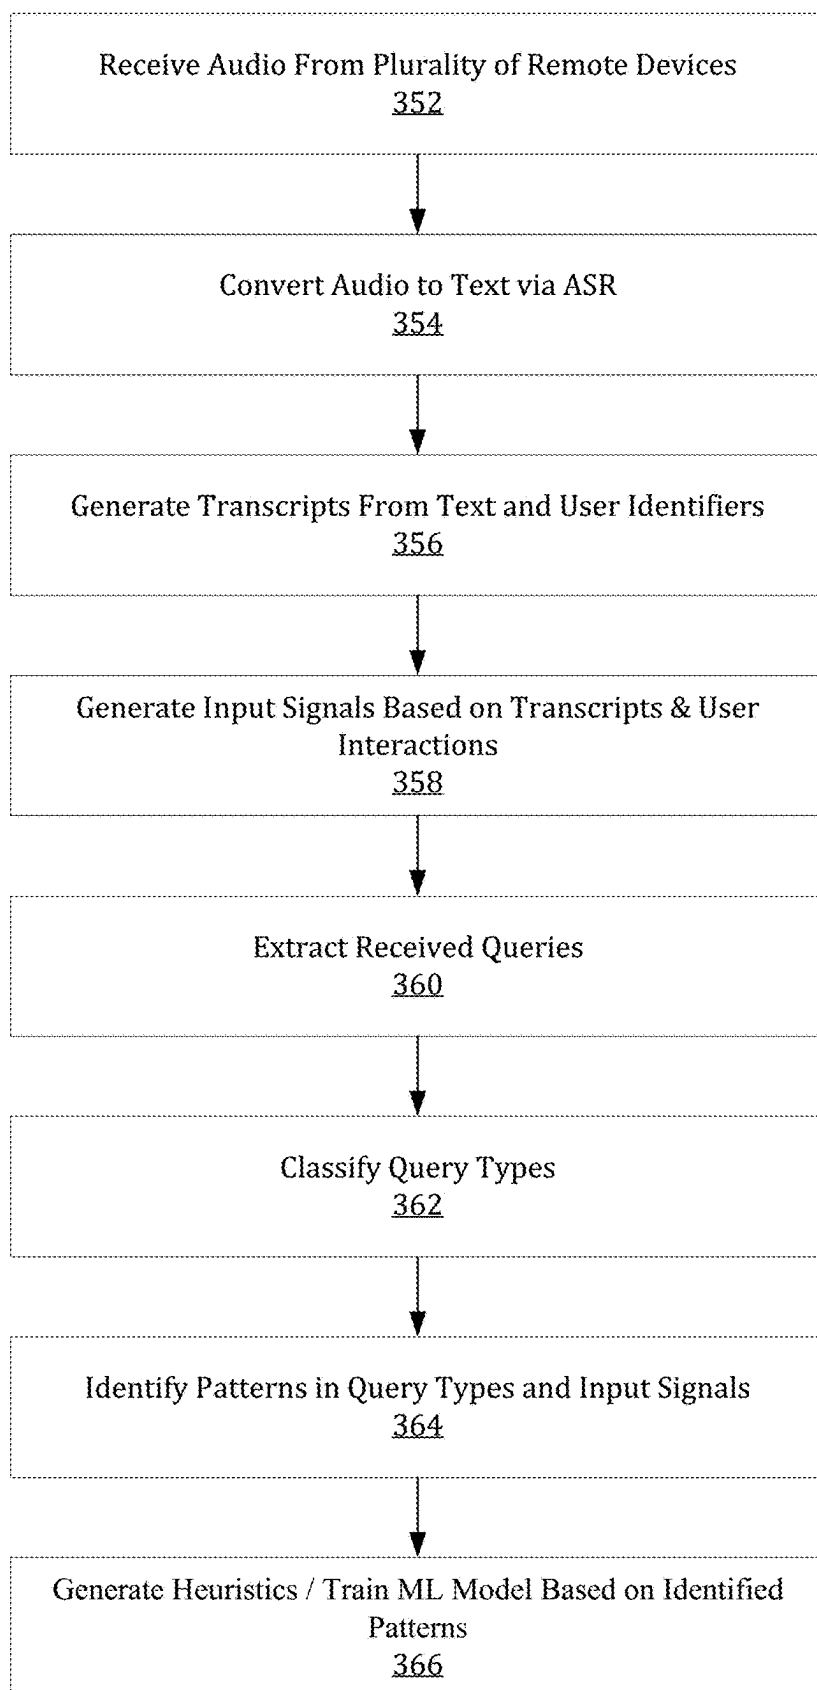 Receive Audio From Plurality of Remote Devices
352
Convert Audio to Text via ASR
354
Generate Transcripts From Text and User Identifiers
356
Generate Input Signals Based on Transcripts & User
Interactions
358
Extract Received Queries
360
Classify Query Types
362
Identify Patterns in Query Types and Input Signals
364
Generate Heuristics / Train ML Model Based on Identified
Patterns
366